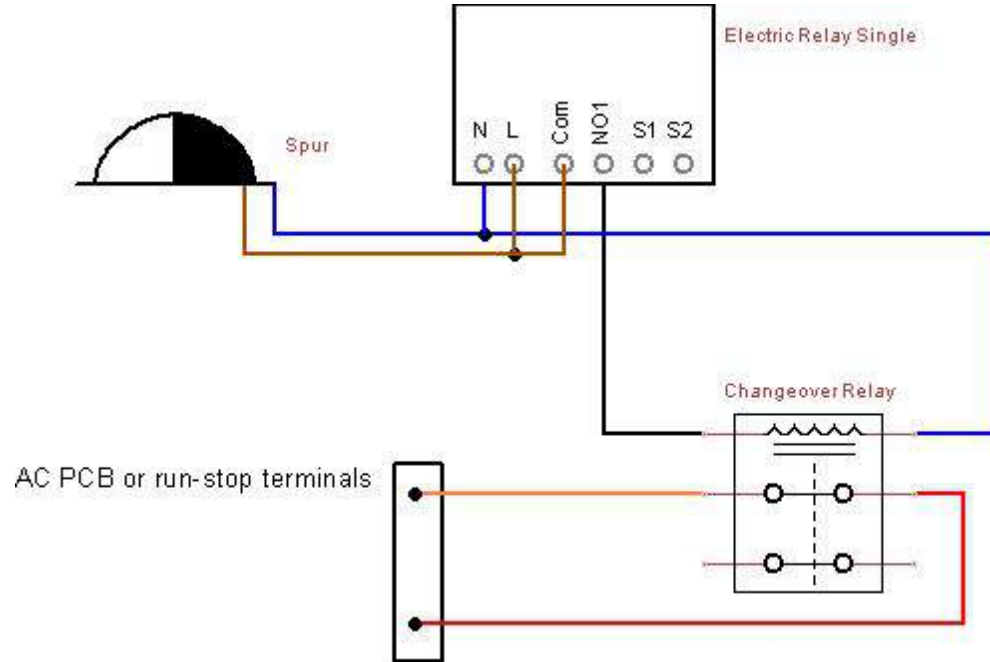 Electric Relay Single
N L Com NO1 S1 S2
Spur
Changeover Relay
AC PCB or run-stop terminals